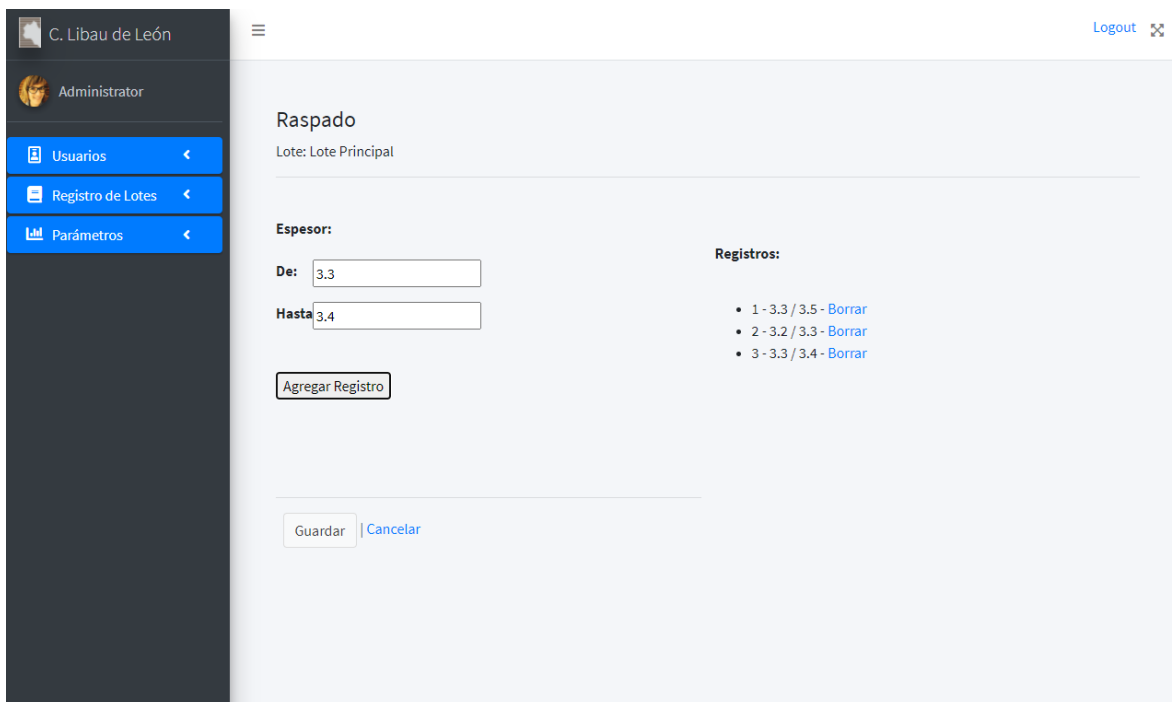 C. Libau de León
Logout
Administrator
Usuarios
Registro de Lotes
Parámetros
Raspado
Lote: Lote Principal
Espesor:
De: 3.3
Hasta 3.4
Agregar Registro
Registros:
1 - 3.3 / 3.5 - Borrar
2 - 3.2 / 3.3 - Borrar
3 - 3.3 / 3.4 - Borrar
Guardar | Cancelar